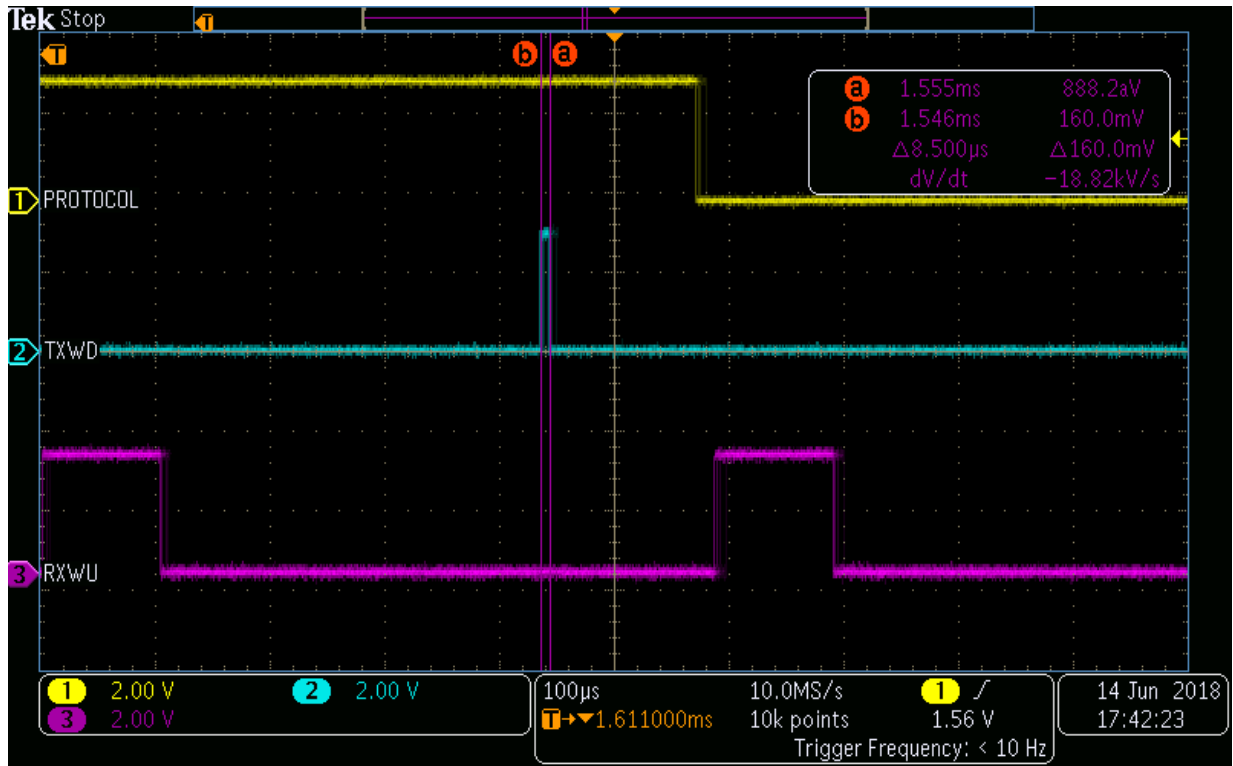 Tek Stop
T
T
b a
a 1.555ms 888.2aV
b 1.546ms 160.0mV
△8.500µs △160.0mV
dV/dt −18.82kV/s
1 PROTOCOL
2 TXWD
3 RXWU
1 2.00 V 2 2.00 V
3 2.00 V
100µs 10.0MS/s 1
T→▼1.611000ms 10k points 1.56 V
Trigger Frequency: < 10 Hz
14 Jun 2018
17:42:23